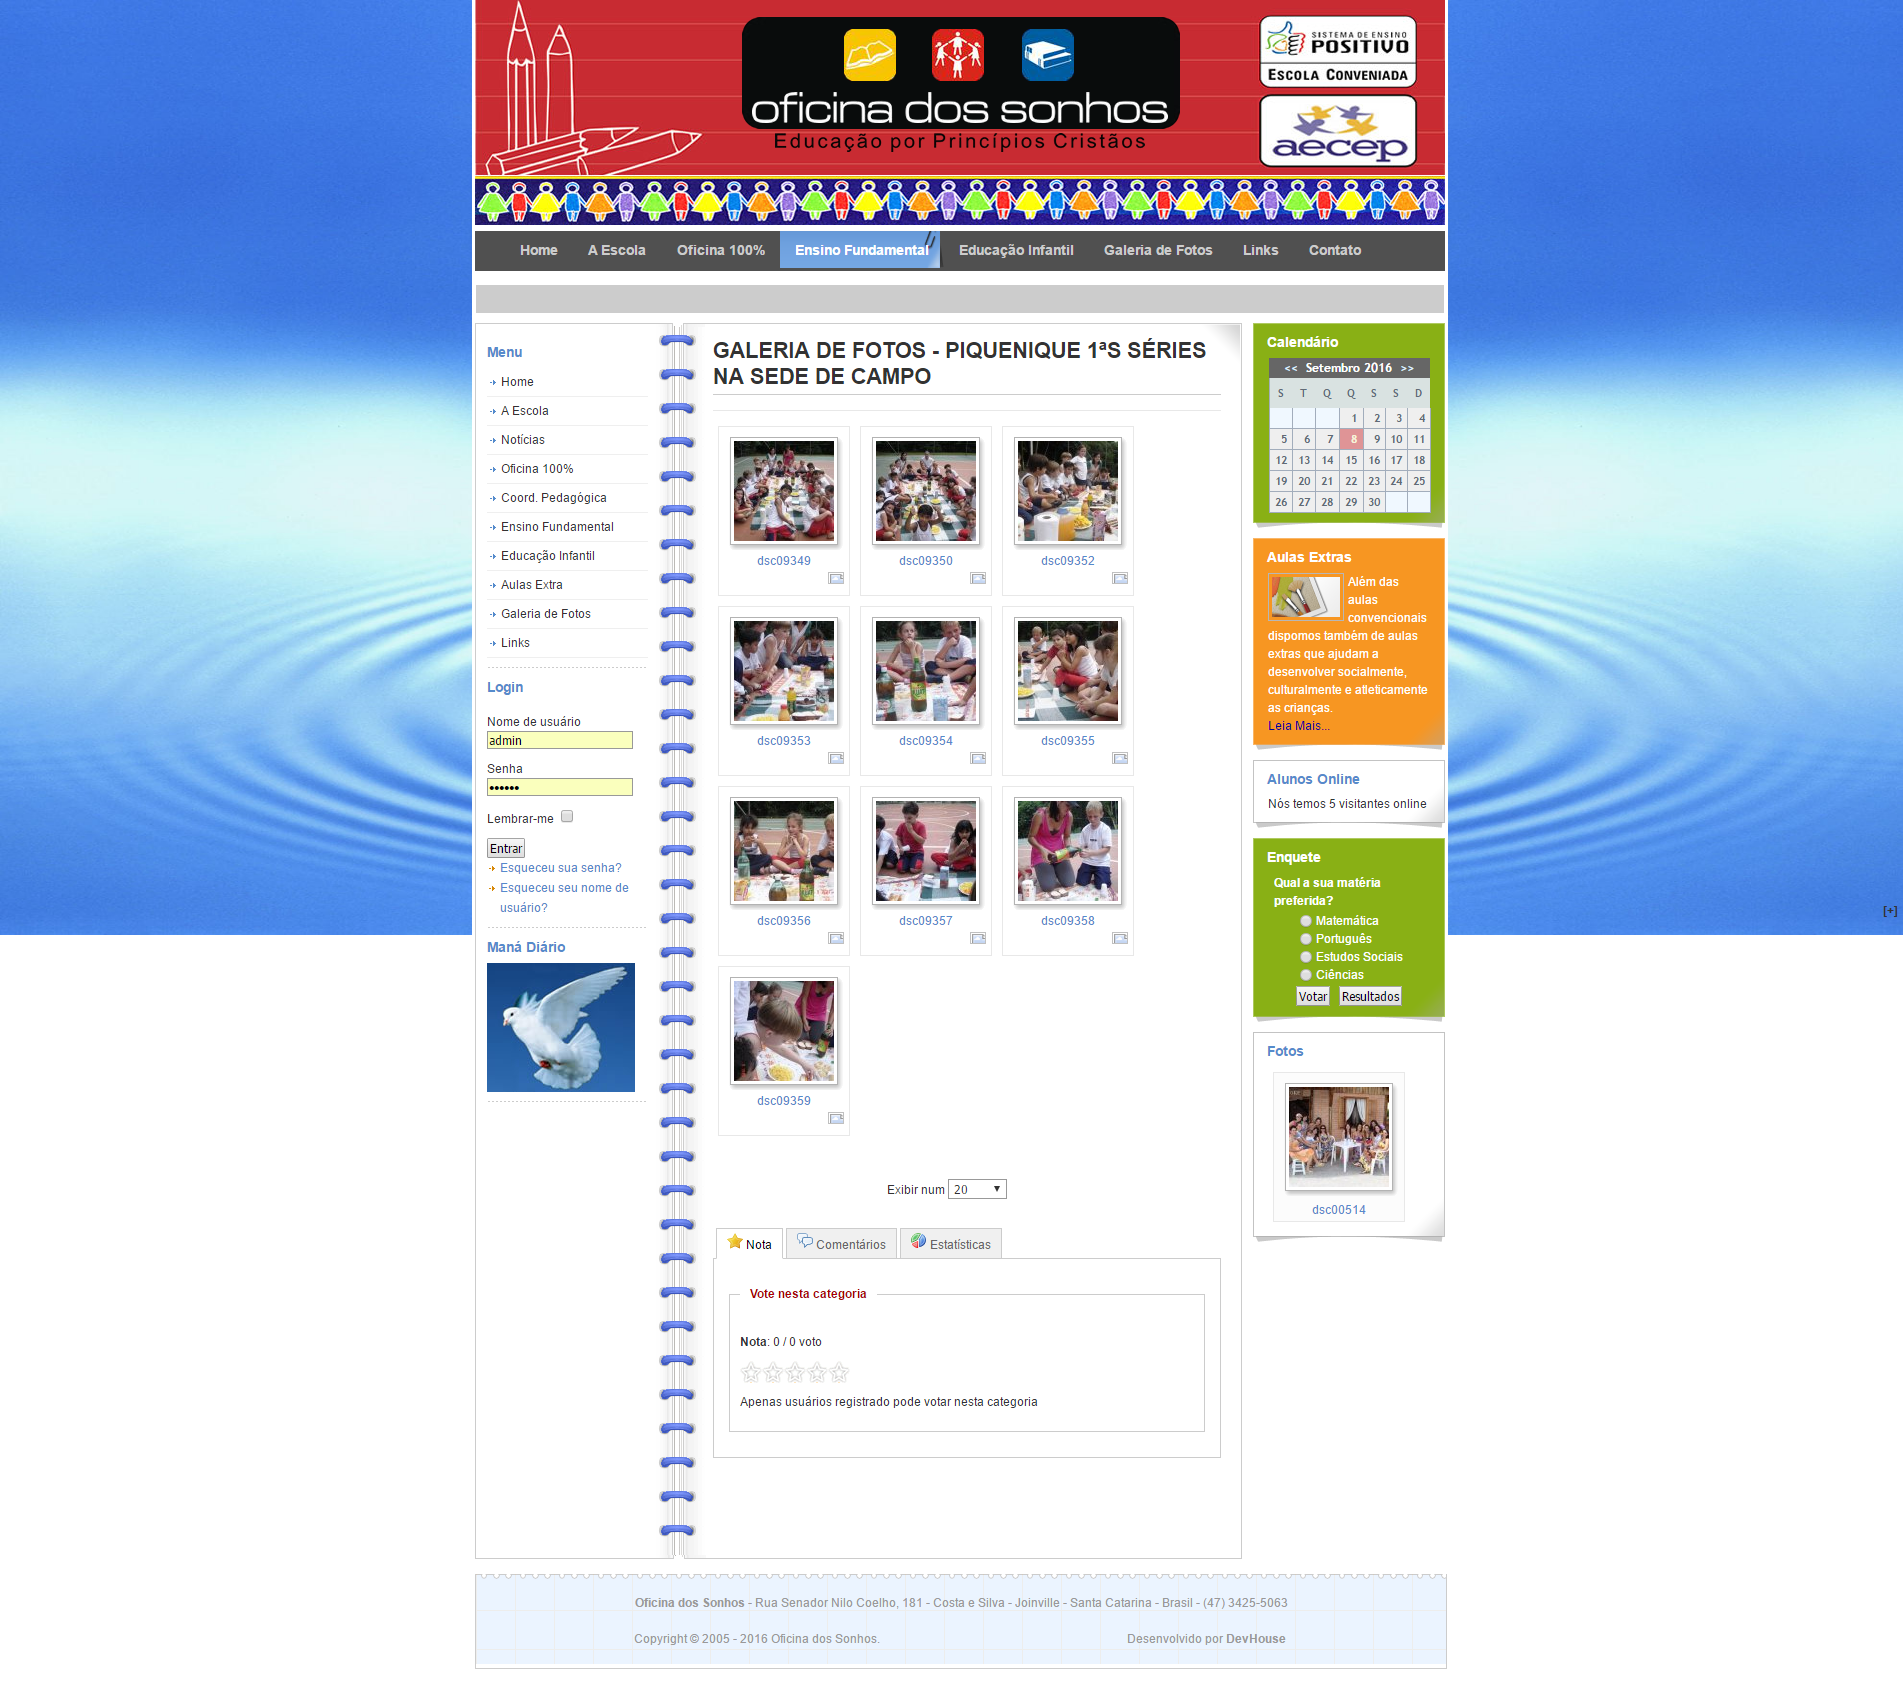 SISTEMA DE ENSINO
POSITIVO
ESCOLA CONVENIADA
aecep
oficina dos sonhos
Educação por Princípios Cristãos
Home A Escola Oficina 100% Ensino Fundamental Educação Infantil Galeria de Fotos Links Contato
Menu
Home
A Escola
Notícias
Oficina 100%
Coord. Pedagógica
Ensino Fundamental
Educação Infantil
Aulas Extra
Galeria de Fotos
Links
Login
Nome de usuário
admin
Senha
••••••
Lembrar-me
Entrar
Esqueceu sua senha?
Esqueceu seu nome de
usuário?
Maná Diário
GALERIA DE FOTOS - PIQUENIQUE 1ªS SÉRIES
NA SEDE DE CAMPO
dsc09349 dsc09350 dsc09352
dsc09353 dsc09354 dsc09355
dsc09356 dsc09357 dsc09358
dsc09359
Exibir num 20
Nota Comentários Estatísticas
Vote nesta categoria
Nota: 0 / 0 voto
Apenas usuários registrado pode votar nesta categoria
Calendário
<< Setembro 2016 >>
S T Q Q S S D
1 2 3 4
5 6 7 8 9 10 11
12 13 14 15 16 17 18
19 20 21 22 23 24 25
26 27 28 29 30
Aulas Extras
Além das
aulas
convencionais
dispomos também de aulas
extras que ajudam a
desenvolver socialmente,
culturalmente e atleticamente
as crianças.
Leia Mais...
Alunos Online
Nós temos 5 visitantes online
Enquete
Qual a sua matéria
preferida?
Matemática
Português
Estudos Sociais
Ciências
Votar Resultados
[+]
Fotos
dsc00514
Oficina dos Sonhos - Rua Senador Nilo Coelho, 181 - Costa e Silva - Joinville - Santa Catarina - Brasil - (47) 3425-5063
Copyright © 2005 - 2016 Oficina dos Sonhos. Desenvolvido por DevHouse